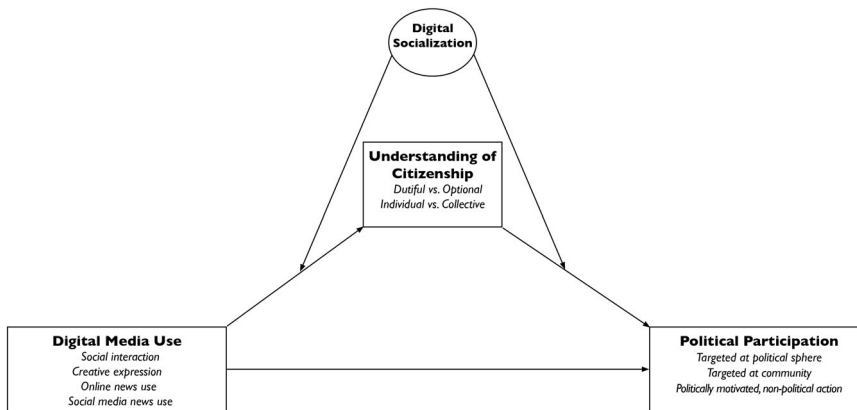 Digital
Socialization
Understanding of
Citizenship
Dutiful vs. Optional
Individual vs. Collective
Digital Media Use
Social interaction
Creative expression
Online news use
Social media news use
Political Participation
Targeted at political sphere
Targeted at community
Politically motivated, non-political action